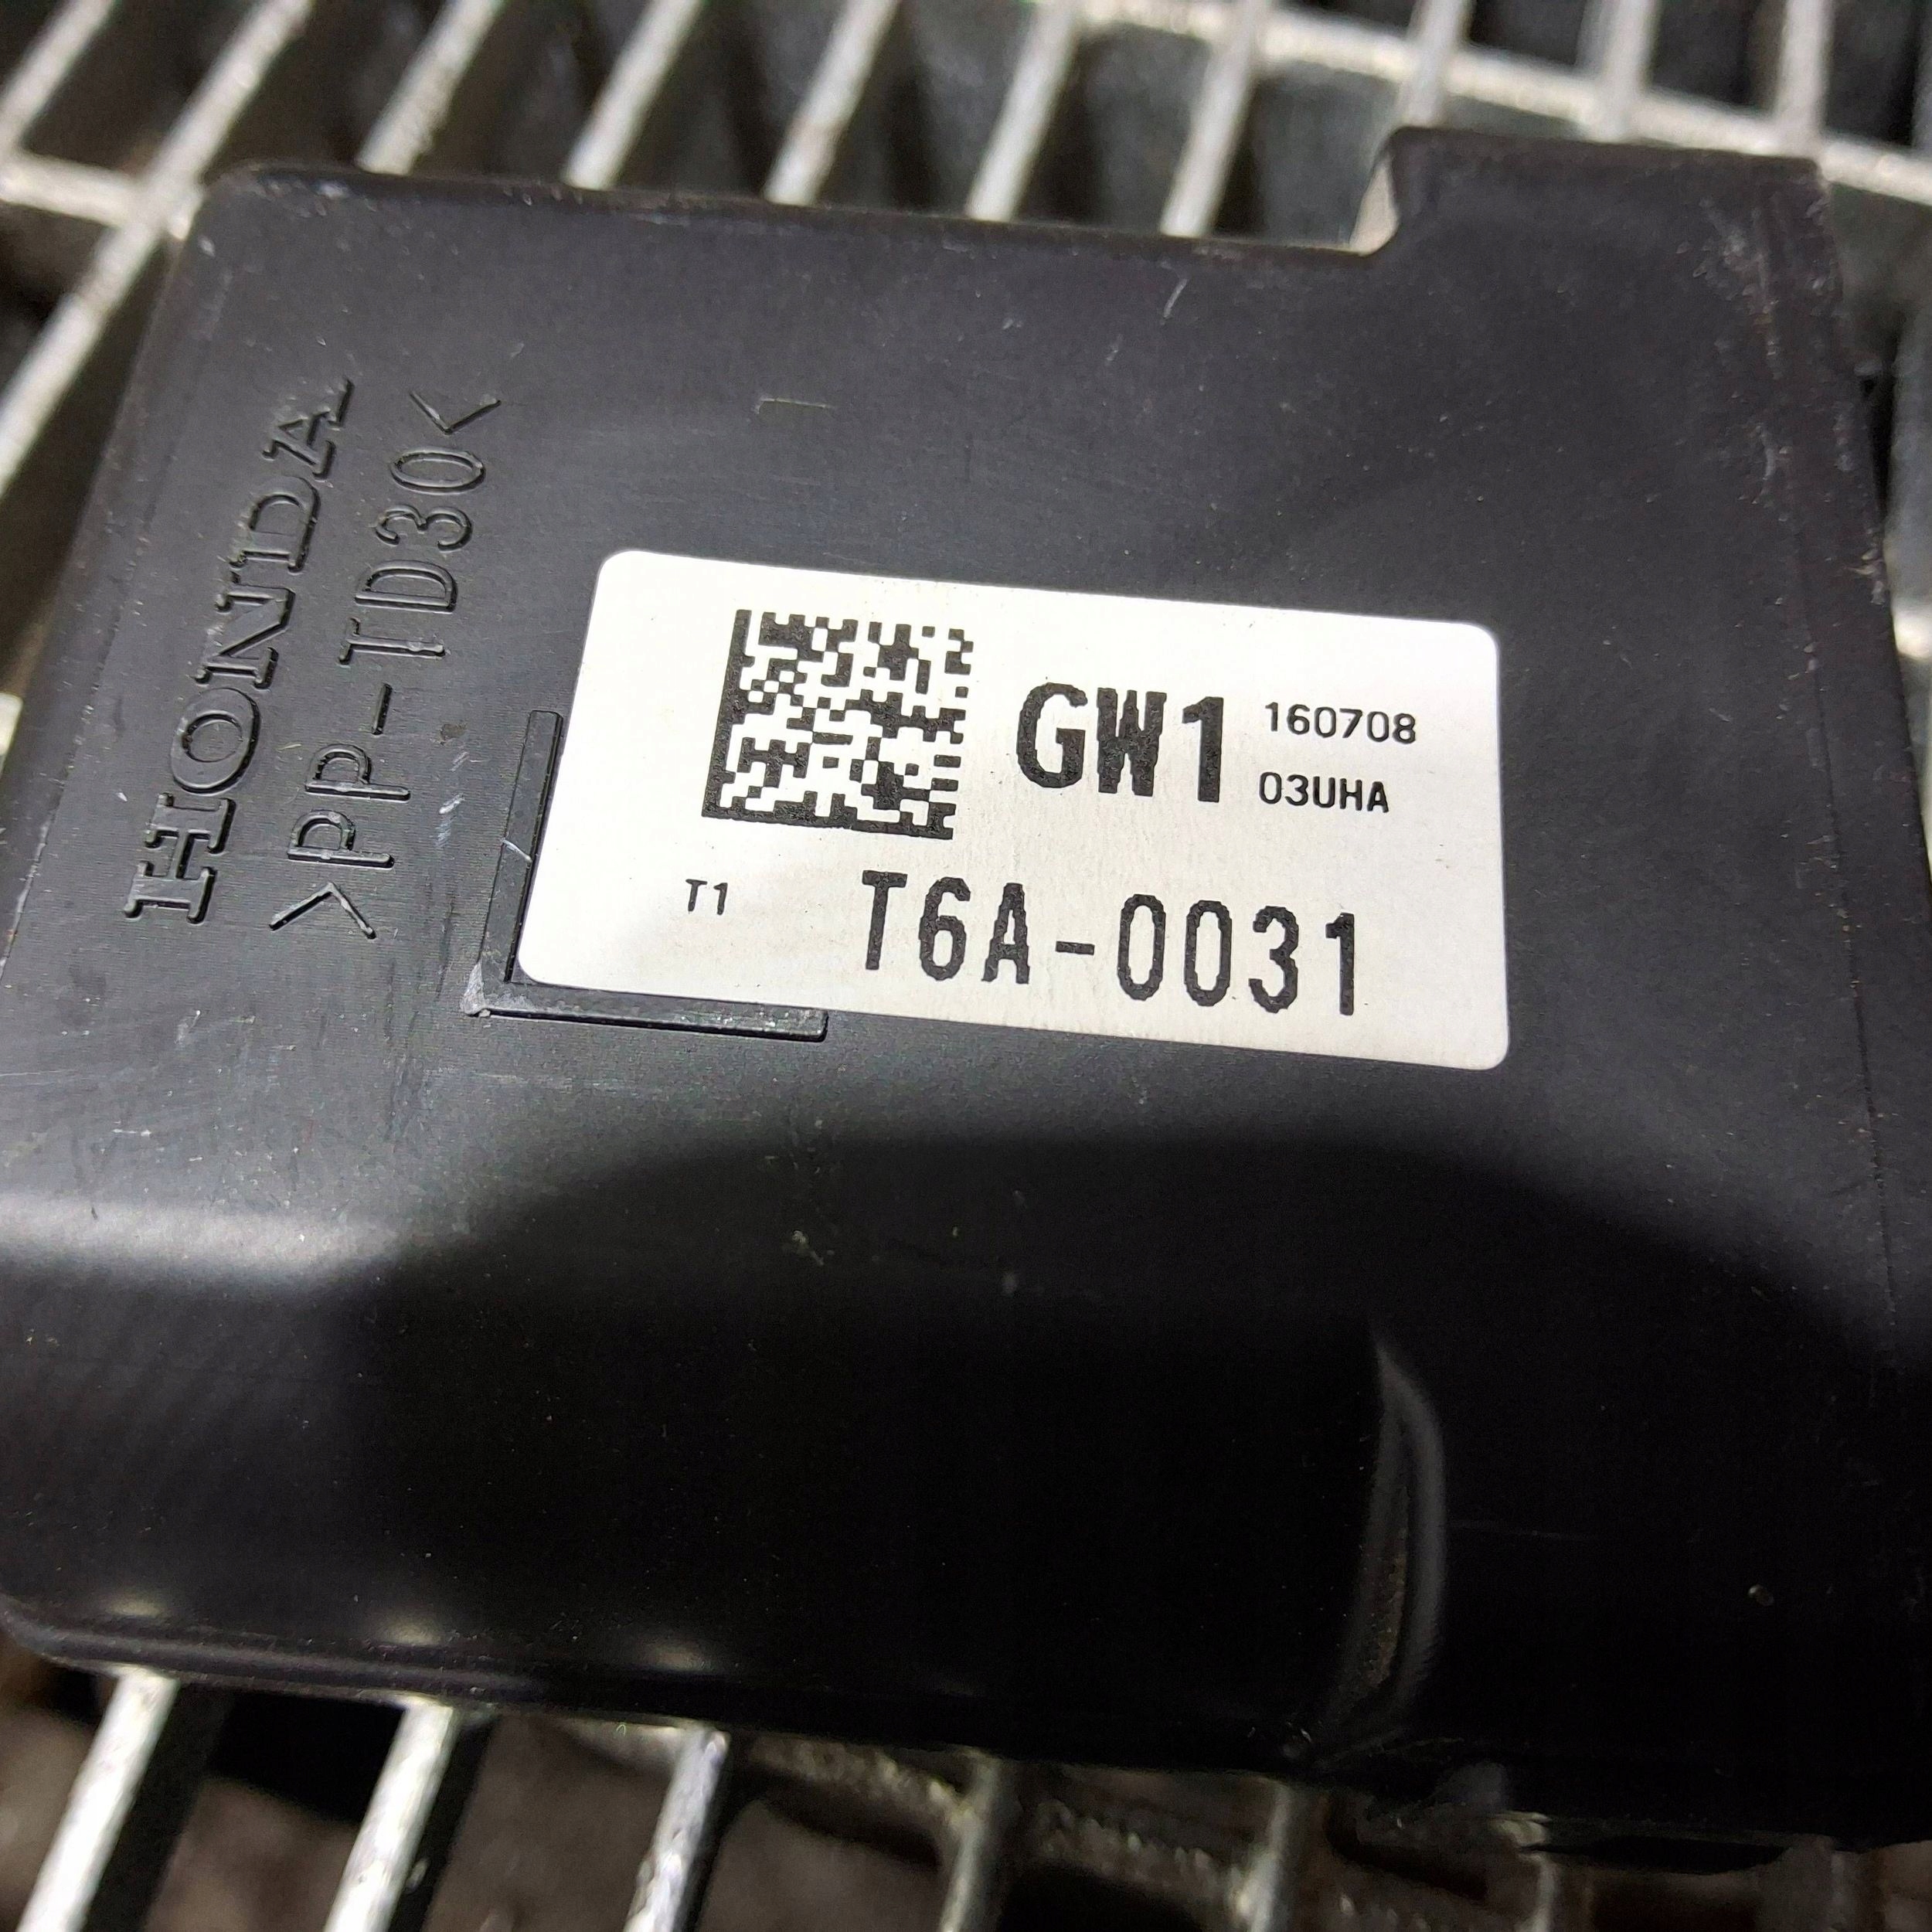 HONDA
>PP-TD30<
GW1
160708
03UHA
T1
T6A-0031